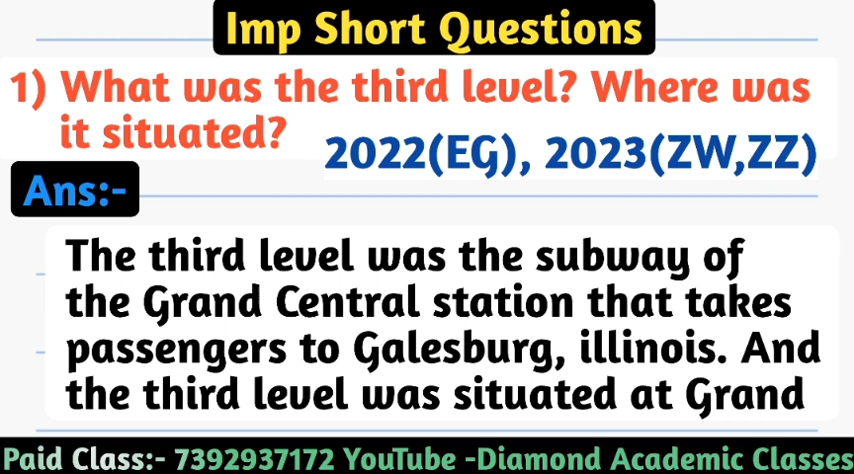 Imp Short Questions
1) What was the third level? Where was
it situated?
2022(EG), 2023(ZW,ZZ)
Ans:-
The third level was the subway of
the Grand Central station that takes
passengers to Galesburg, illinois. And
the third level was situated at Grand
Paid Class:- 7392937172 YouTube -Diamond Academic Classes